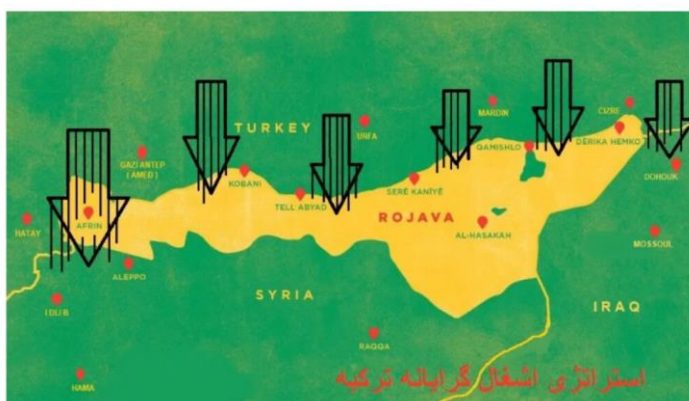 MARDIN
CIZRE
TURKEY
URFA
QAMISHLO
DÊRIKA HEMKO
GAZI ANTEP
(AMED)
KOBANI
DOHOUK
SERÊ KANÎYÊ
TELL ABYAD
HATAY
AFRIN
ROJAVA
AL-HASAKAH
MOSSOUL
ALEPPO
SYRIA
IRAQ
IDLIB
RAQQA
HAMA
استراتژی اشغال گرایانه ترکیه